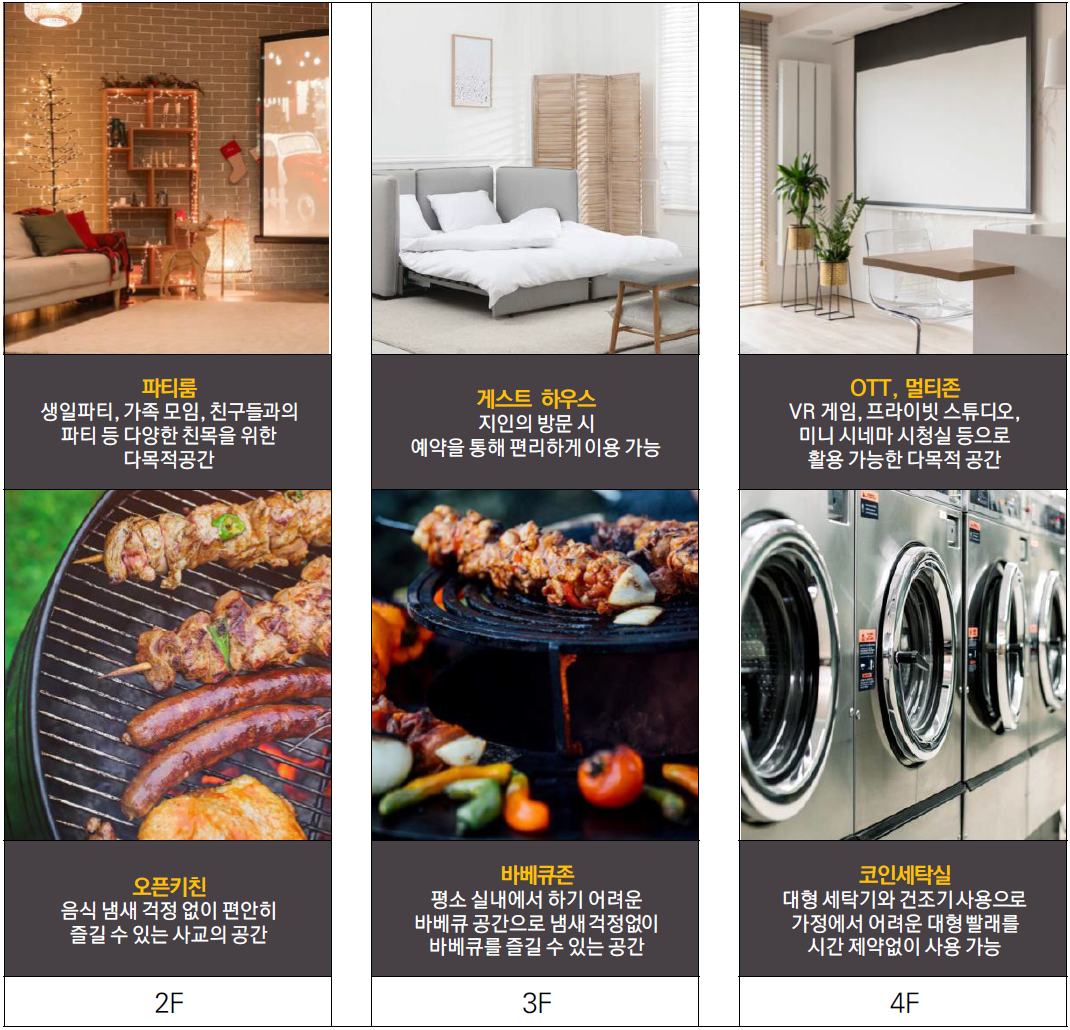 파티룸
생일파티, 가족 모임, 친구들과의
파티 등 다양한 친목을 위한
다목적공간
게스트 하우스
지인의 방문 시
예약을 통해 편리하게 이용 가능
OTT, 멀티존
VR 게임, 프라이빗 스튜디오,
미니 시네마 시청실 등으로
활용 가능한 다목적 공간
오픈키친
음식 냄새 걱정 없이 편안히
즐길 수 있는 사교의 공간
바베큐존
평소 실내에서 하기 어려운
바베큐 공간으로 냄새 걱정없이
바베큐를 즐길 수 있는 공간
코인세탁실
대형 세탁기와 건조기 사용으로
가정에서 어려운 대형 빨래를
시간 제약없이 사용 가능
2F
3F
4F